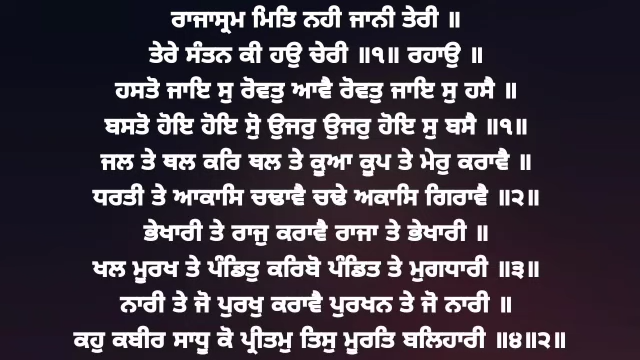 ਰਾਜਾਸ੍ਰਮ ਮਿਤਿ ਨਹੀ ਜਾਨੀ ਤੇਰੀ ॥
ਤੇਰੇ ਸੰਤਨ ਕੀ ਹਉ ਚੇਰੀ ॥੧॥ ਰਹਾਉ ॥
ਹਸਤੋ ਜਾਇ ਸੁ ਰੋਵਤੁ ਆਵੈ ਰੋਵਤੁ ਜਾਇ ਸੁ ਹਸੈ ॥
ਬਸਤੋ ਹੋਇ ਹੋਇ ਸੋੁ ਊਜਰੁ ਊਜਰੁ ਹੋਇ ਸੁ ਬਸੈ ॥੧॥
ਜਲ ਤੇ ਥਲ ਕਰਿ ਥਲ ਤੇ ਕੂਆ ਕੂਪ ਤੇ ਮੇਰੁ ਕਰਾਵੈ ॥
ਧਰਤੀ ਤੇ ਆਕਾਸਿ ਚਢਾਵੈ ਚਢੇ ਅਕਾਸਿ ਗਿਰਾਵੈ ॥੨॥
ਭੇਖਾਰੀ ਤੇ ਰਾਜੁ ਕਰਾਵੈ ਰਾਜਾ ਤੇ ਭੇਖਾਰੀ ॥
ਖਲ ਮੂਰਖ ਤੇ ਪੰਡਿਤੁ ਕਰਿਬੋ ਪੰਡਿਤ ਤੇ ਮੁਗਧਾਰੀ ॥੩॥
ਨਾਰੀ ਤੇ ਜੋ ਪੁਰਖੁ ਕਰਾਵੈ ਪੁਰਖਨ ਤੇ ਜੋ ਨਾਰੀ ॥
ਕਹੁ ਕਬੀਰ ਸਾਧੂ ਕੋ ਪ੍ਰੀਤਮੁ ਤਿਸੁ ਮੂਰਤਿ ਬਲਿਹਾਰੀ ॥੪॥੨॥